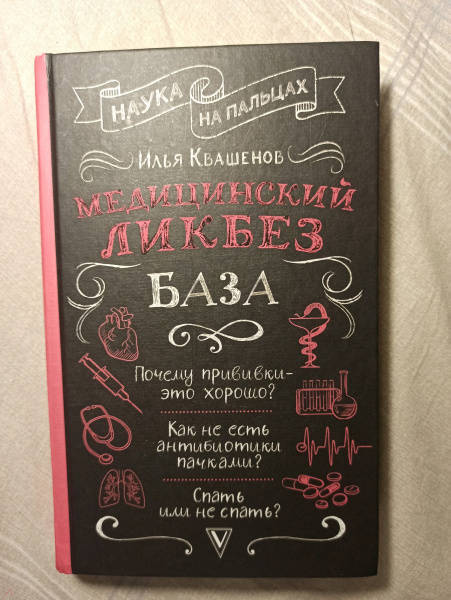 НАУКА
НА ПАЛЬЦАХ
ИЛЬЯ КВАШЕНОВ
МЕДИЦИНСКИЙ
ЛИКБЕЗ
БАЗА
Почему прививки-
это хорошо?
Как не есть
антибиотики
пачками?
Спать
или не спать?